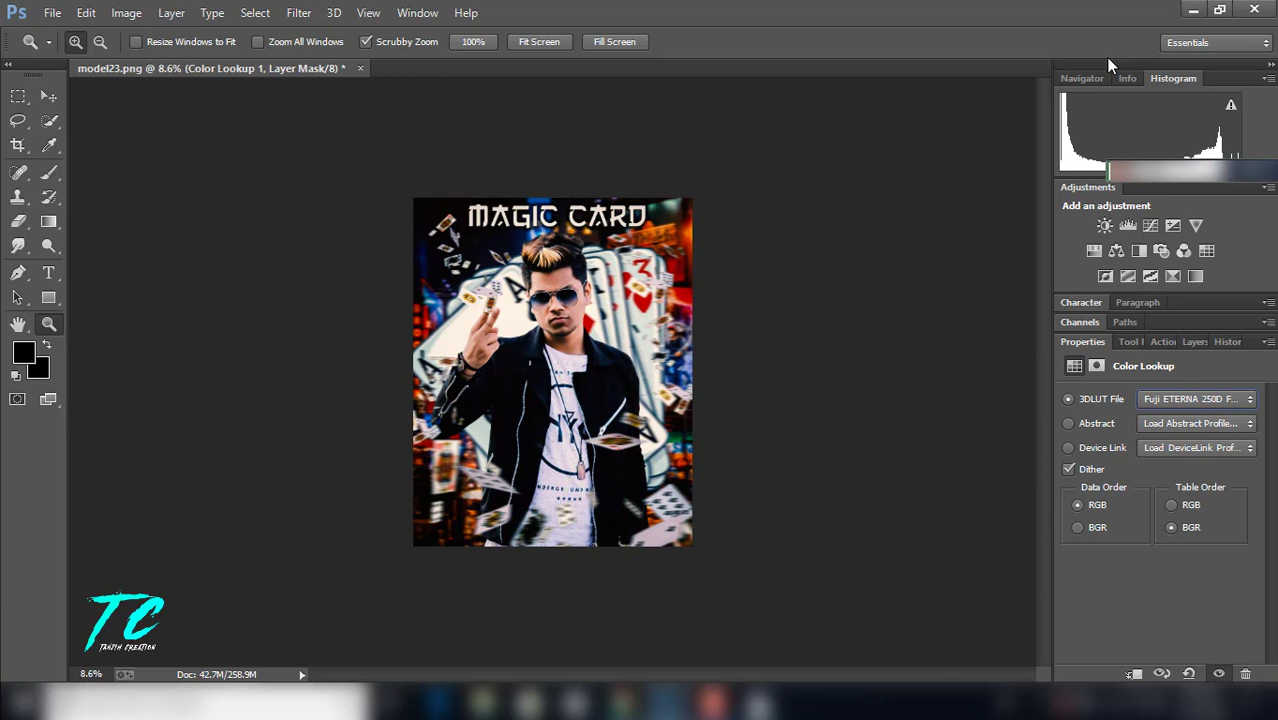 Ps File Edit Image Layer Type Select Filter 3D View Window Help
Resize Windows to Fit Zoom All Windows Scrubby Zoom 100% Fit Screen Fill Screen Essentials
model23.png @ 8.6% (Color Lookup 1, Layer Mask/8) *
Navigator Info Histogram
Adjustments
Add an adjustment
Character Paragraph
Channels Paths
Properties Tool Actio Layers Histor
Color Lookup
3DLUT File Fuji ETERNA 250D F...
Abstract Load Abstract Profile...
Device Link Load DeviceLink Prof...
Dither
Data Order Table Order
RGB RGB
BGR BGR
MAGIC CARD
TC
TANJIM CREATION
8.6% Doc: 42.7M/258.9M